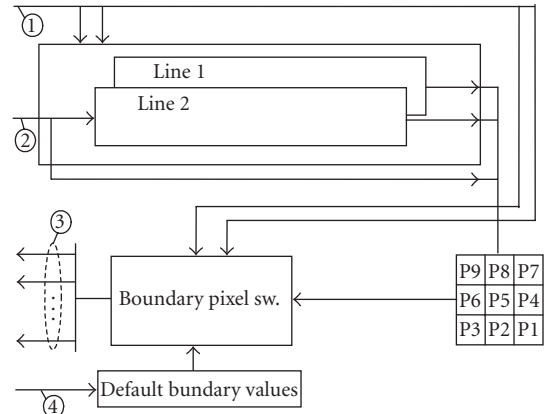 1
Line 1
Line 2
2
3
Boundary pixel sw.
P9 P8 P7
P6 P5 P4
P3 P2 P1
4
Default bundary values